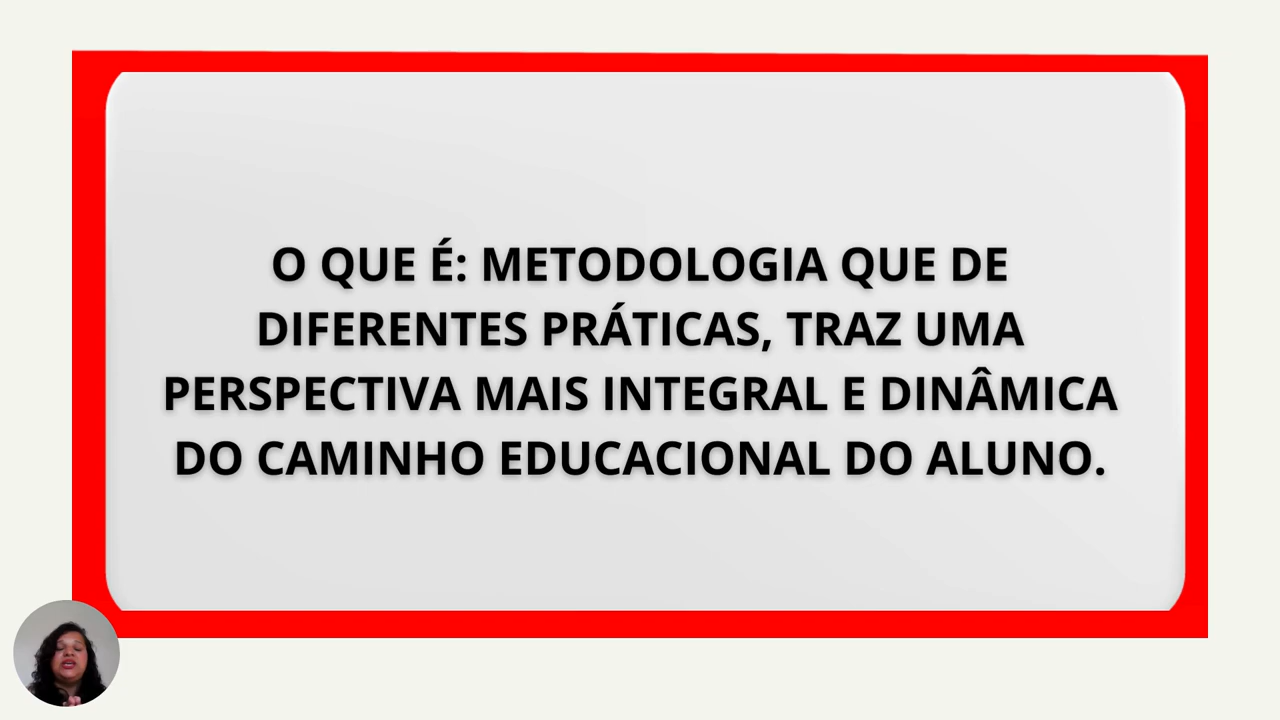 O QUE É: METODOLOGIA QUE DE
DIFERENTES PRÁTICAS, TRAZ UMA
PERSPECTIVA MAIS INTEGRAL E DINÂMICA
DO CAMINHO EDUCACIONAL DO ALUNO.